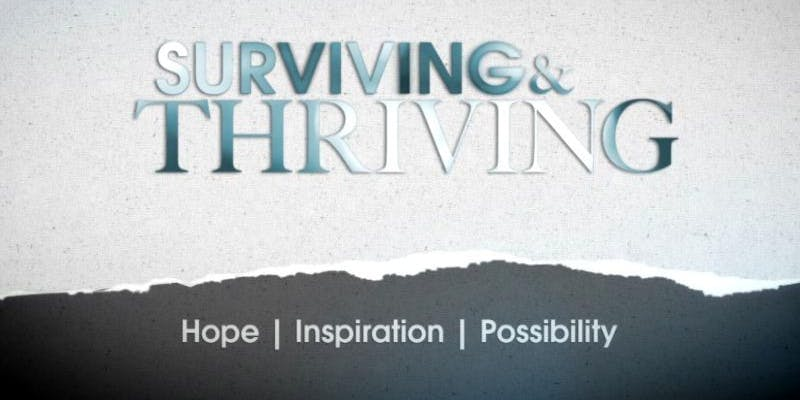 SURVIVING &
THRIVING
Hope | Inspiration | Possibility